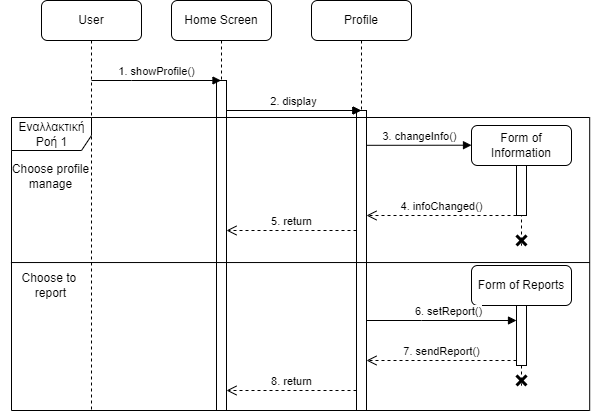 User
Home Screen
Profile
1. showProfile()
2. display
Εναλλακτική
Ροή 1
3. changeInfo()
Form of
Information
Choose profile
manage
4. infoChanged()
5. return
Choose to
report
Form of Reports
6. setReport()
7. sendReport()
8. return